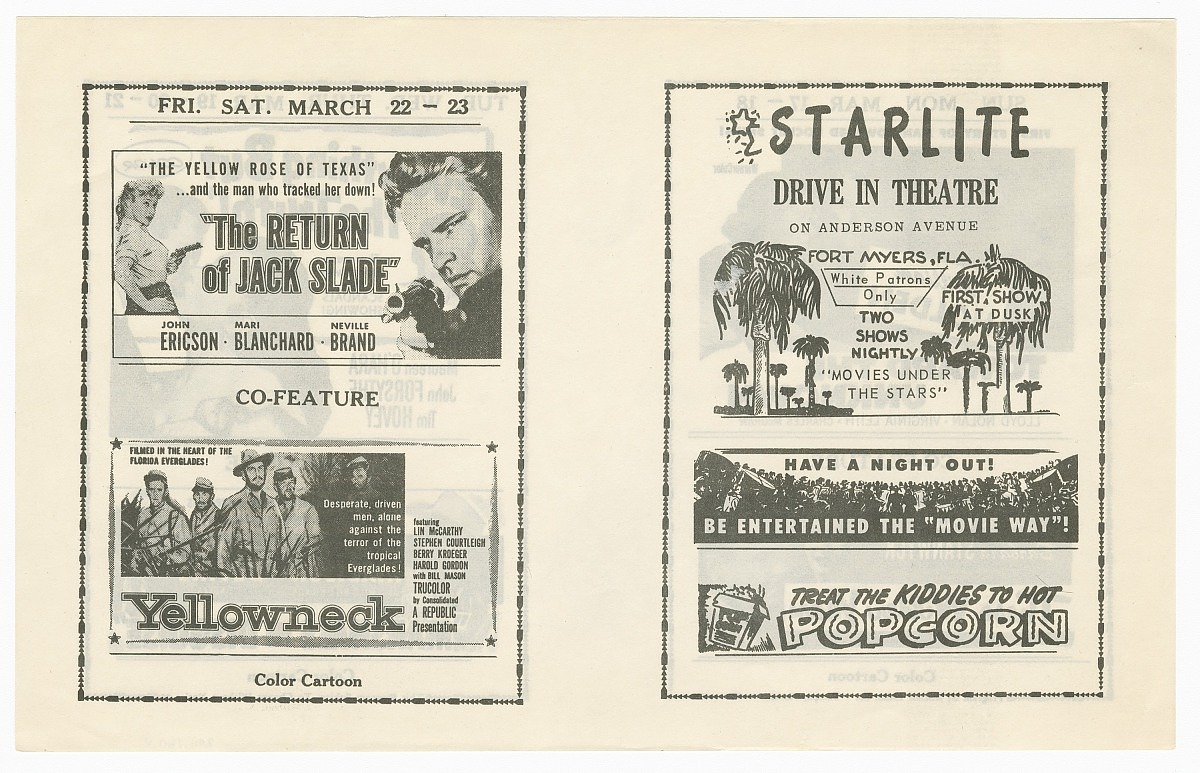 FRI. SAT. MARCH 22 - 23
"THE YELLOW ROSE OF TEXAS"
...and the man who tracked her down!
"The RETURN
of JACK SLADE"
JOHN ERICSON · MARI BLANCHARD · NEVILLE BRAND
CO-FEATURE
FILMED IN THE HEART OF THE
FLORIDA EVERGLADES!
Desperate, driven
men, alone
against the
terror of the
tropical
Everglades!
featuring
LIN McCARTHY
STEPHEN COURTLEIGH
BERRY KROEGER
HAROLD GORDON
with BILL MASON
TRUCOLOR
by Consolidated
A REPUBLIC
Presentation
Yellowneck
Color Cartoon
STARLITE
DRIVE IN THEATRE
ON ANDERSON AVENUE
FORT MYERS, FLA.
White Patrons
Only
FIRST SHOW
AT DUSK
TWO
SHOWS
NIGHTLY
"MOVIES UNDER
THE STARS"
HAVE A NIGHT OUT!
BE ENTERTAINED THE "MOVIE WAY"!
TREAT THE KIDDIES TO HOT
POPCORN